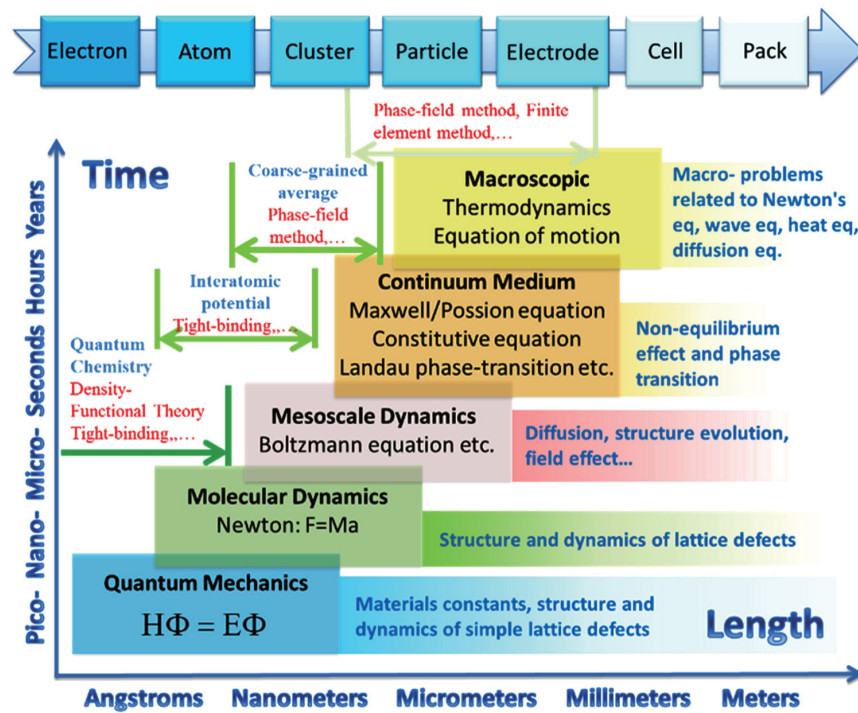 Electron Atom Cluster Particle Electrode Cell Pack
Phase-field method, Finite
element method,...
Time
Coarse-grained
average
Phase-field
method,...
Macroscopic
Thermodynamics
Equation of motion
Macro- problems
related to Newton's
eq, wave eq, heat eq,
diffusion eq.
Interatomic
potential
Tight-binding,,...
Continuum Medium
Maxwell/Possion equation
Constitutive equation
Landau phase-transition etc.
Non-equilibrium
effect and phase
transition
Quantum
Chemistry
Density-
Functional Theory
Tight-binding,,...
Mesoscale Dynamics
Boltzmann equation etc.
Diffusion, structure evolution,
field effect...
Molecular Dynamics
Newton: F=Ma
Structure and dynamics of lattice defects
Quantum Mechanics
HΦ = EΦ
Materials constants, structure and
dynamics of simple lattice defects
Length
Pico- Nano- Micro- Seconds Hours Years
Angstroms Nanometers Micrometers Millimeters Meters